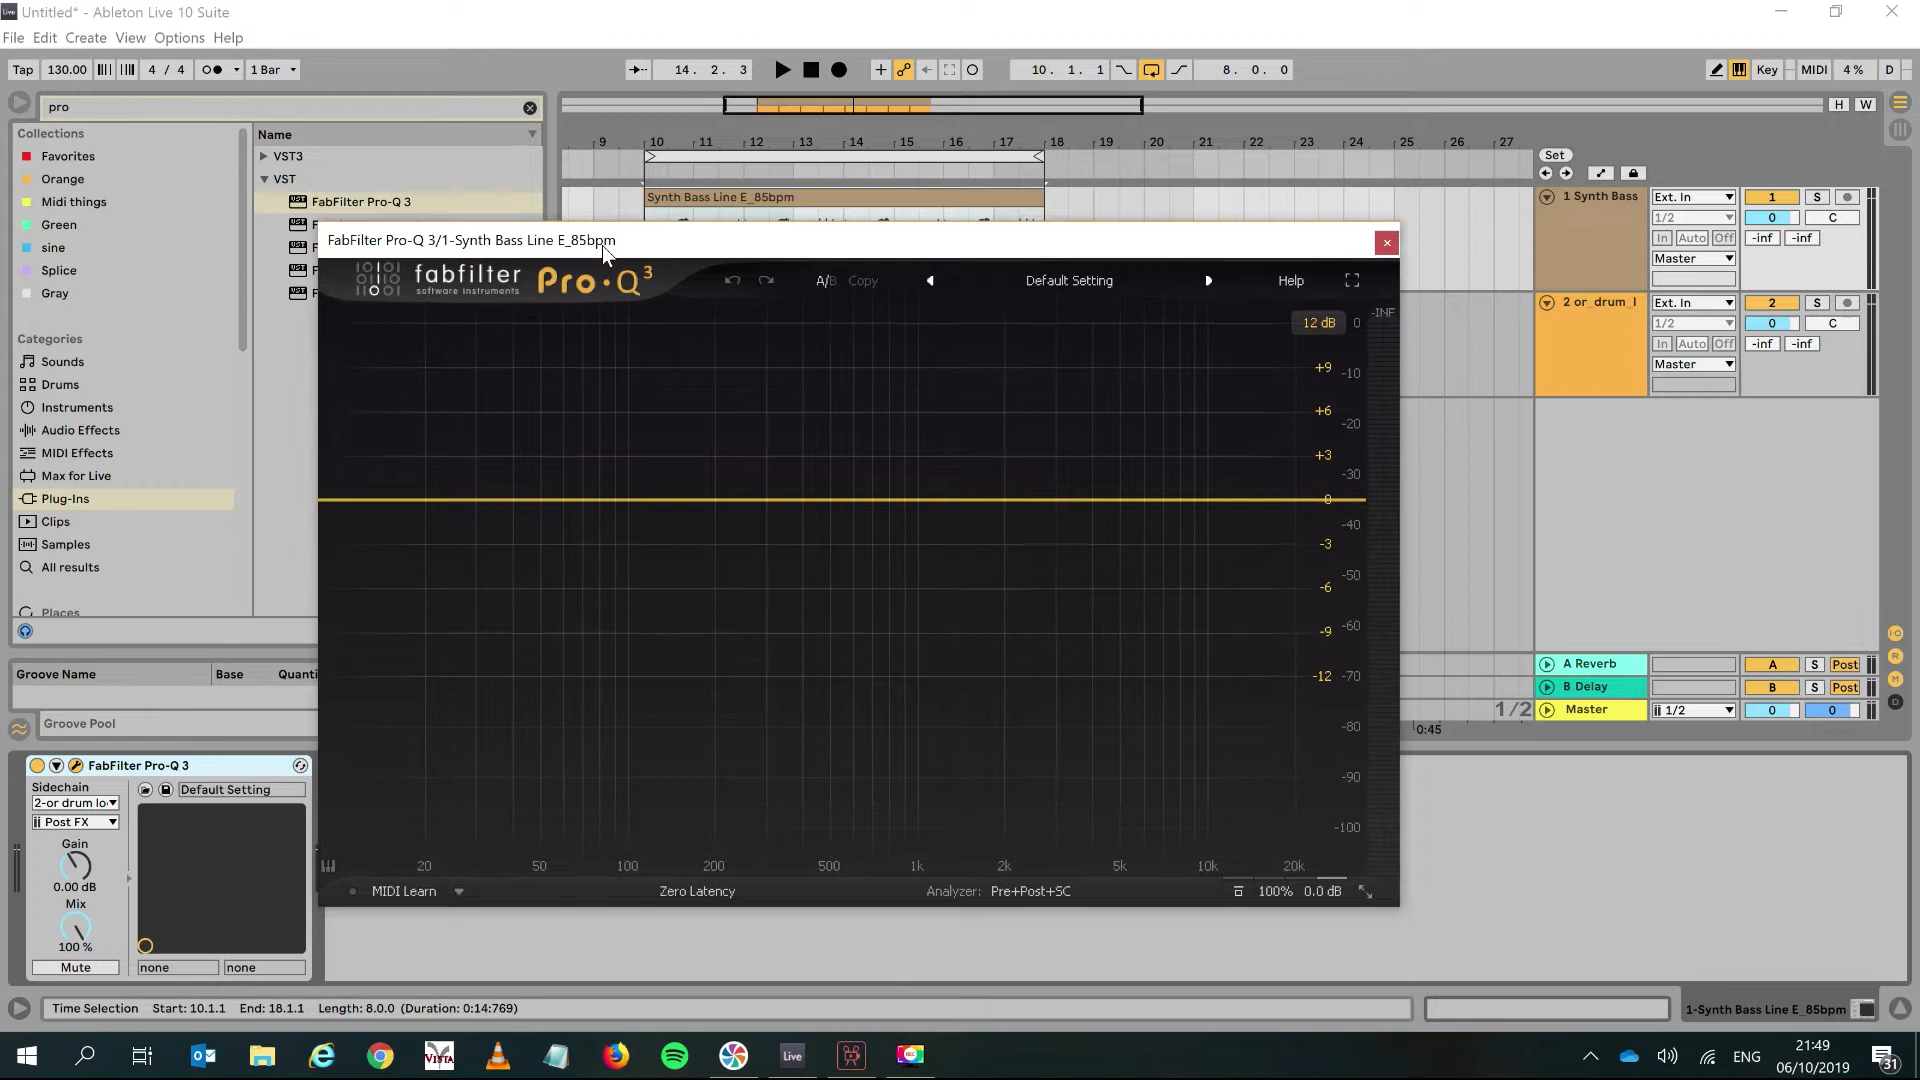 Untitled* - Ableton Live 10 Suite
File Edit Create View Options Help
Tap 130.00 4 / 4 1 Bar 14. 2. 3 10. 1. 1 8. 0. 0 Key MIDI 4 % D
pro
H W
Collections
Favorites
Orange
Midi things
Green
sine
Splice
Gray
Categories
Sounds
Drums
Instruments
Audio Effects
MIDI Effects
Max for Live
Plug-Ins
Clips
Samples
All results
Places
Name
VST3
VST
FabFilter Pro-Q 3
9 10 11 12 13 14 15 16 17 18 19 20 21 22 23 24 25 26 27
Synth Bass Line E_85bpm
Set
1 Synth Bass Ext. In 1 S
1/2 0 C
In Auto Off -inf -inf
Master
2 or_drum_l Ext. In 2 S
1/2 0 C
In Auto Off -inf -inf
Master
FabFilter Pro-Q 3/1-Synth Bass Line E_85bpm
fabfilter
software instruments
Pro·Q3
A/B Copy Default Setting Help
12 dB 0 -INF
+9 -10
+6 -20
+3 -30
0 -40
-3 -50
-6 -60
-9
-12 -70
-80
-90
-100
20 50 100 200 500 1k 2k 5k 10k 20k
MIDI Learn Zero Latency Analyzer: Pre+Post+SC 100% 0.0 dB
A Reverb A S Post
B Delay B S Post
1/2 Master 1/2 0 0
0:45
Groove Name Base Quanti
Groove Pool
FabFilter Pro-Q 3
Sidechain
2-or drum lo
Post FX
Gain
0.00 dB
Mix
100 %
Mute
Default Setting
none none
Time Selection Start: 10.1.1 End: 18.1.1 Length: 8.0.0 (Duration: 0:14:769)
1-Synth Bass Line E_85bpm
Live
VISTA
Live
REC
ENG
21:49
06/10/2019
31